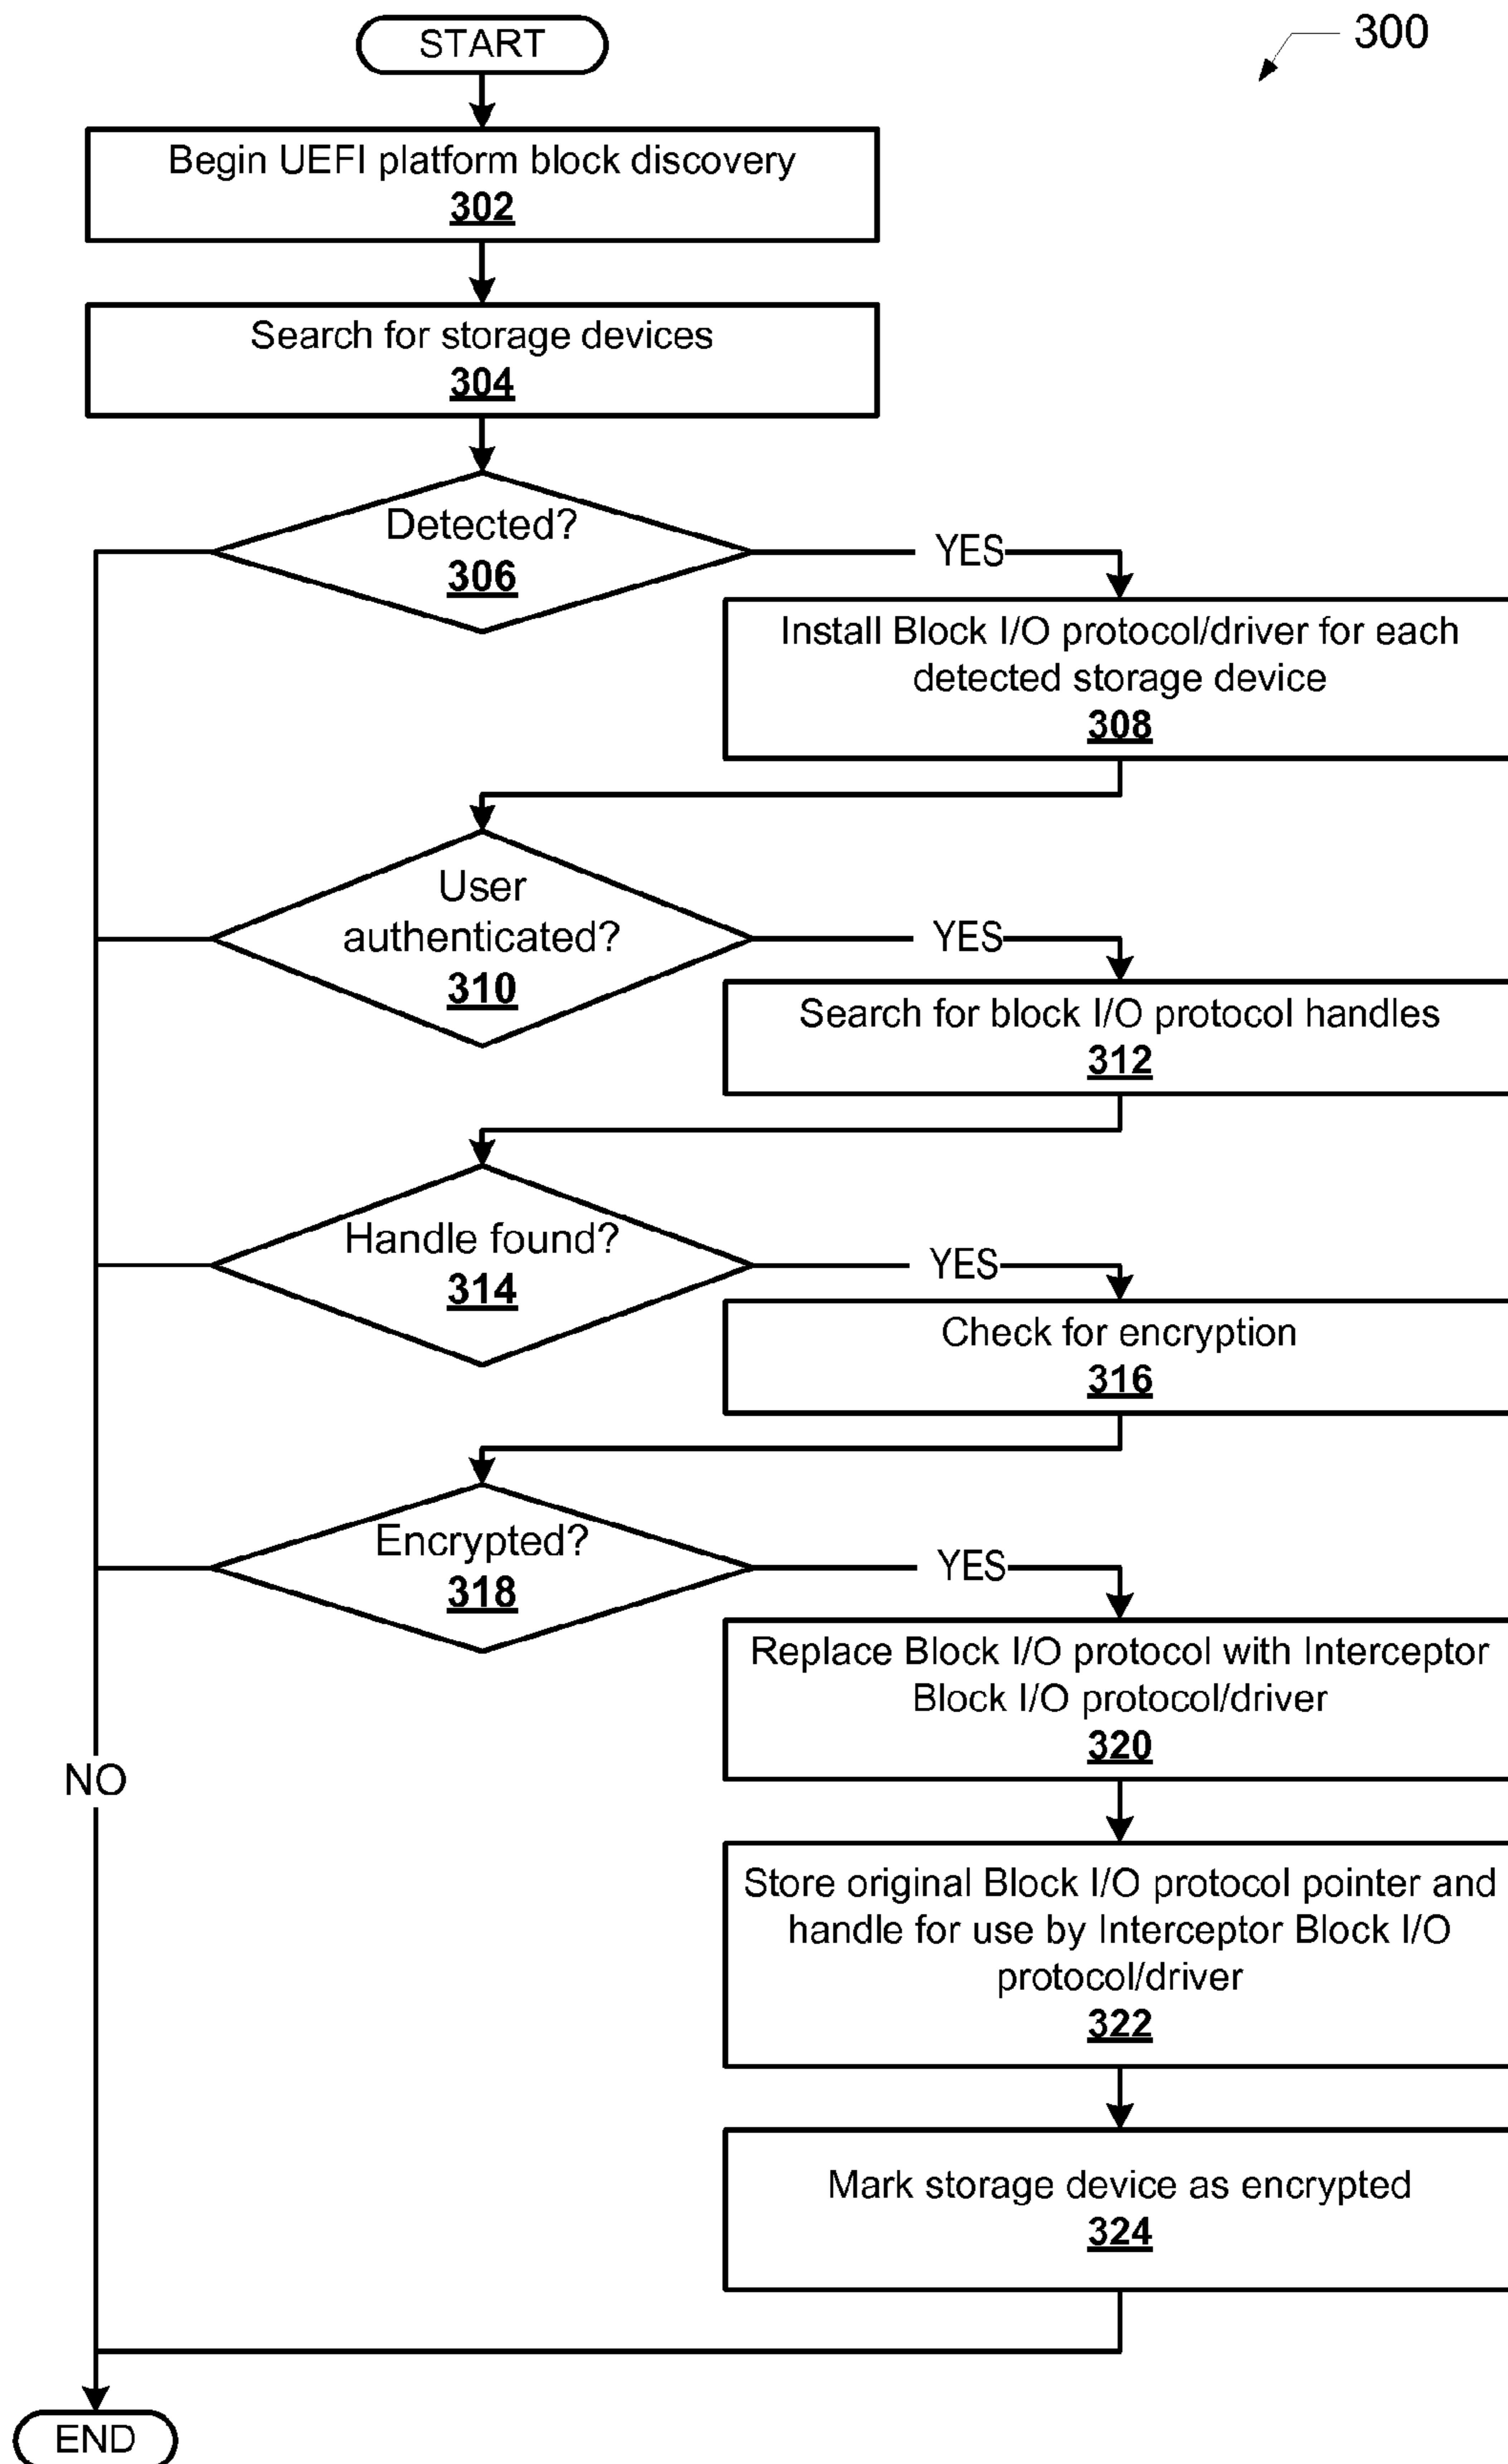 START
300
Begin UEFI platform block discovery
302
Search for storage devices
304
Detected?
306
YES
Install Block I/O protocol/driver for each
detected storage device
308
User
authenticated?
310
YES
Search for block I/O protocol handles
312
Handle found?
314
YES
Check for encryption
316
Encrypted?
318
YES
Replace Block I/O protocol with Interceptor
Block I/O protocol/driver
320
NO
Store original Block I/O protocol pointer and
handle for use by Interceptor Block I/O
protocol/driver
322
Mark storage device as encrypted
324
END